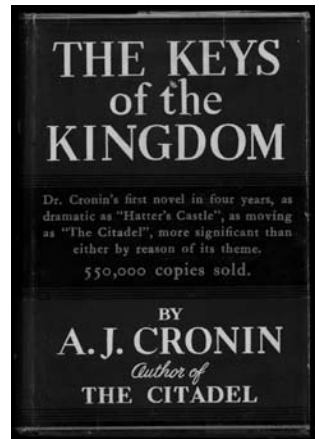 THE KEYS
of the
KINGDOM
Dr. Cronin's first novel in four years, as
dramatic as "Hatter's Castle", as moving
as "The Citadel", more significant than
either by reason of its theme.
550,000 copies sold.
BY
A. J. CRONIN
Author of
THE CITADEL